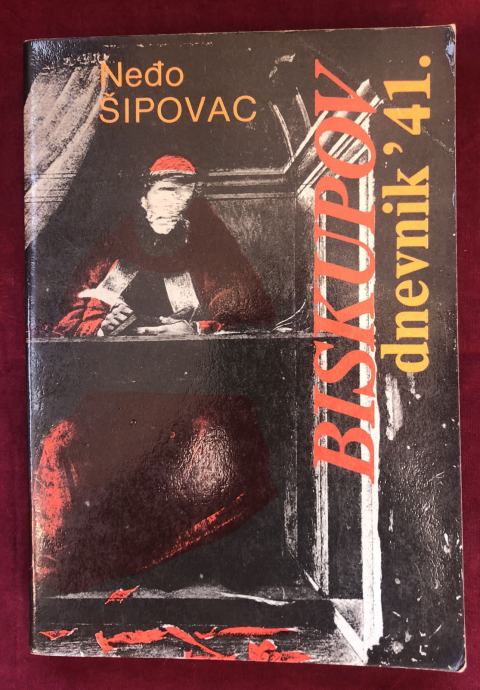 Neđo
ŠIPOVAC
BISKUPOV
dnevnik '41.